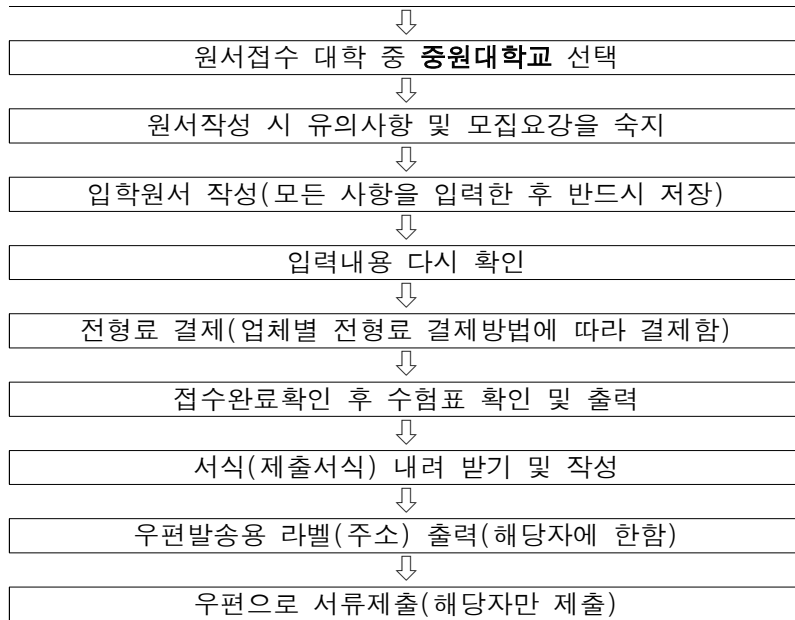 원서접수 대학 중 중원대학교 선택
원서작성 시 유의사항 및 모집요강을 숙지
입학원서 작성(모든 사항을 입력한 후 반드시 저장)
입력내용 다시 확인
전형료 결제(업체별 전형료 결제방법에 따라 결제함)
접수완료확인 후 수험표 확인 및 출력
서식(제출서식) 내려 받기 및 작성
우편발송용 라벨(주소) 출력(해당자에 한함)
우편으로 서류제출(해당자만 제출)